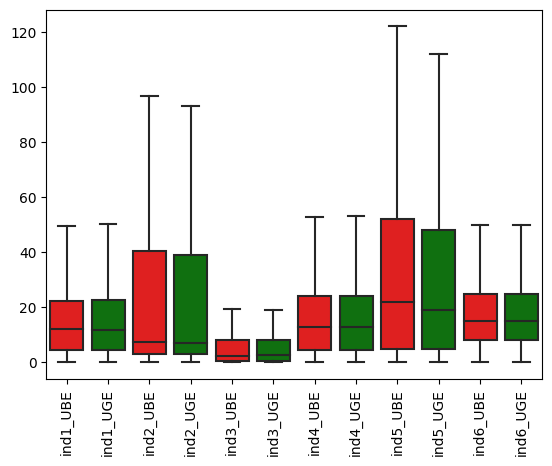 120
100
80
60
40
20
0
ind1_UBE
ind1_UGE
ind2_UBE
ind2_UGE
ind3_UBE
ind3_UGE
ind4_UBE
ind4_UGE
ind5_UBE
ind5_UGE
ind6_UBE
ind6_UGE